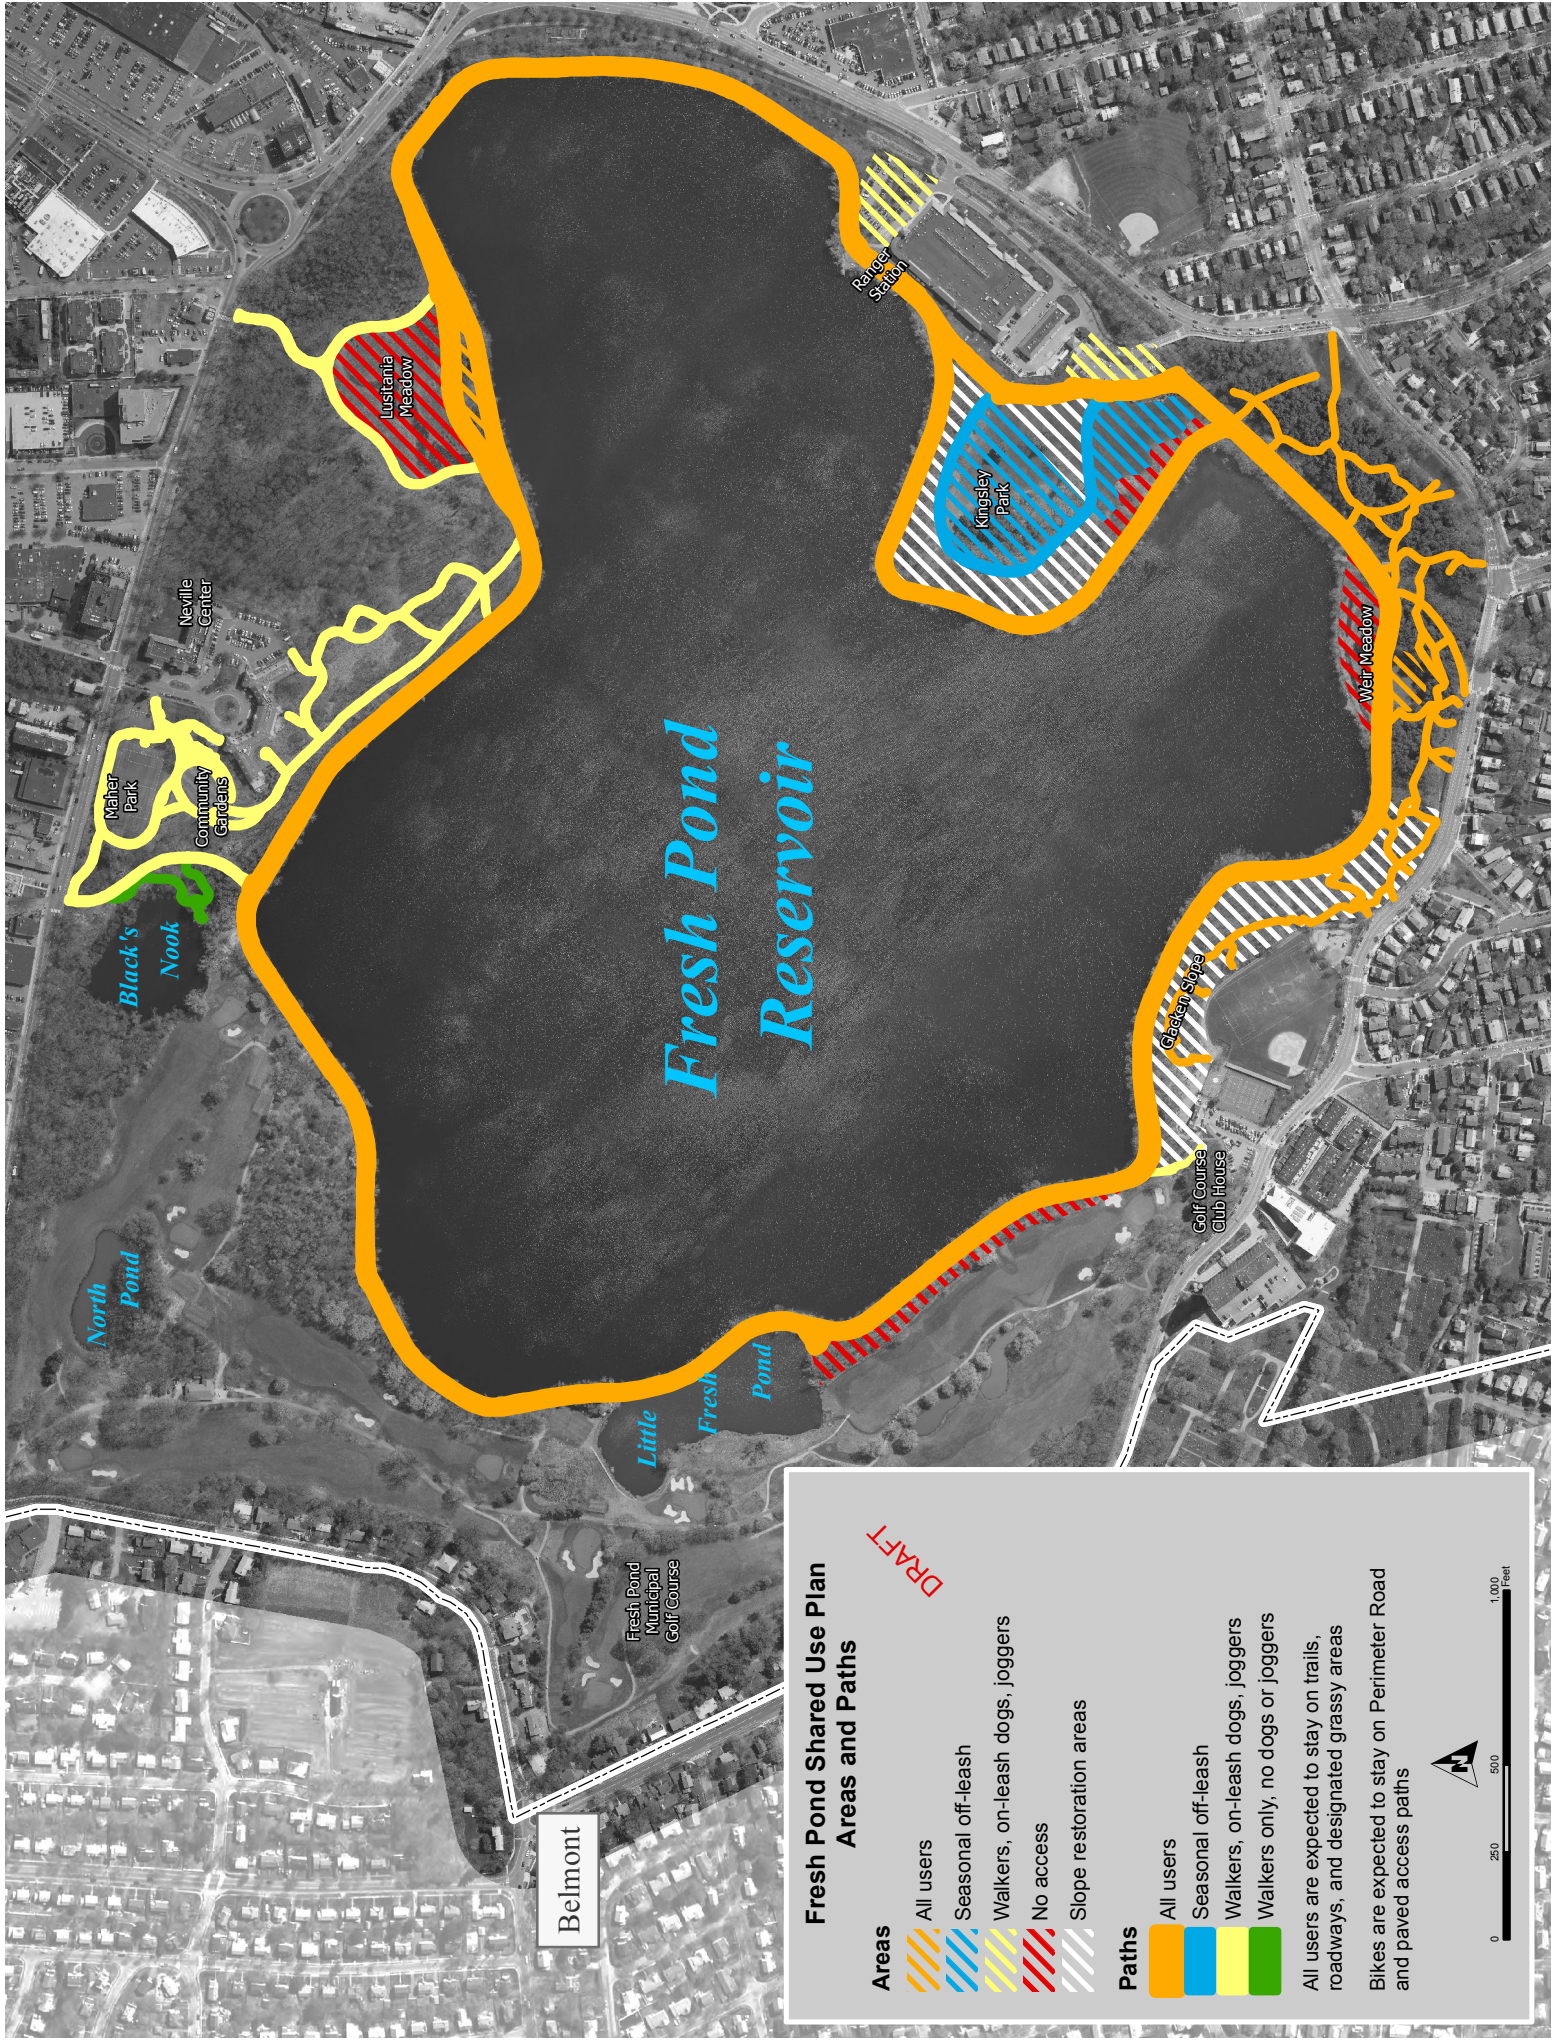 Fresh Pond
Reservoir
Black's
Nook
North
Pond
Little
Fresh
Pond
Maher
Park
Community
Gardens
Neville
Center
Lusitania
Meadow
Ranger
Station
Kingsley
Park
Weir Meadow
Glacken Slope
Golf Course
Club House
Fresh Pond
Municipal
Golf Course
Belmont
Fresh Pond Shared Use Plan
Areas and Paths
DRAFT
Areas
All users
Seasonal off-leash
Walkers, on-leash dogs, joggers
No access
Slope restoration areas
Paths
All users
Seasonal off-leash
Walkers, on-leash dogs, joggers
Walkers only, no dogs or joggers
All users are expected to stay on trails,
roadways, and designated grassy areas
Bikes are expected to stay on Perimeter Road
and paved access paths
N
0 250 500 1,000
Feet